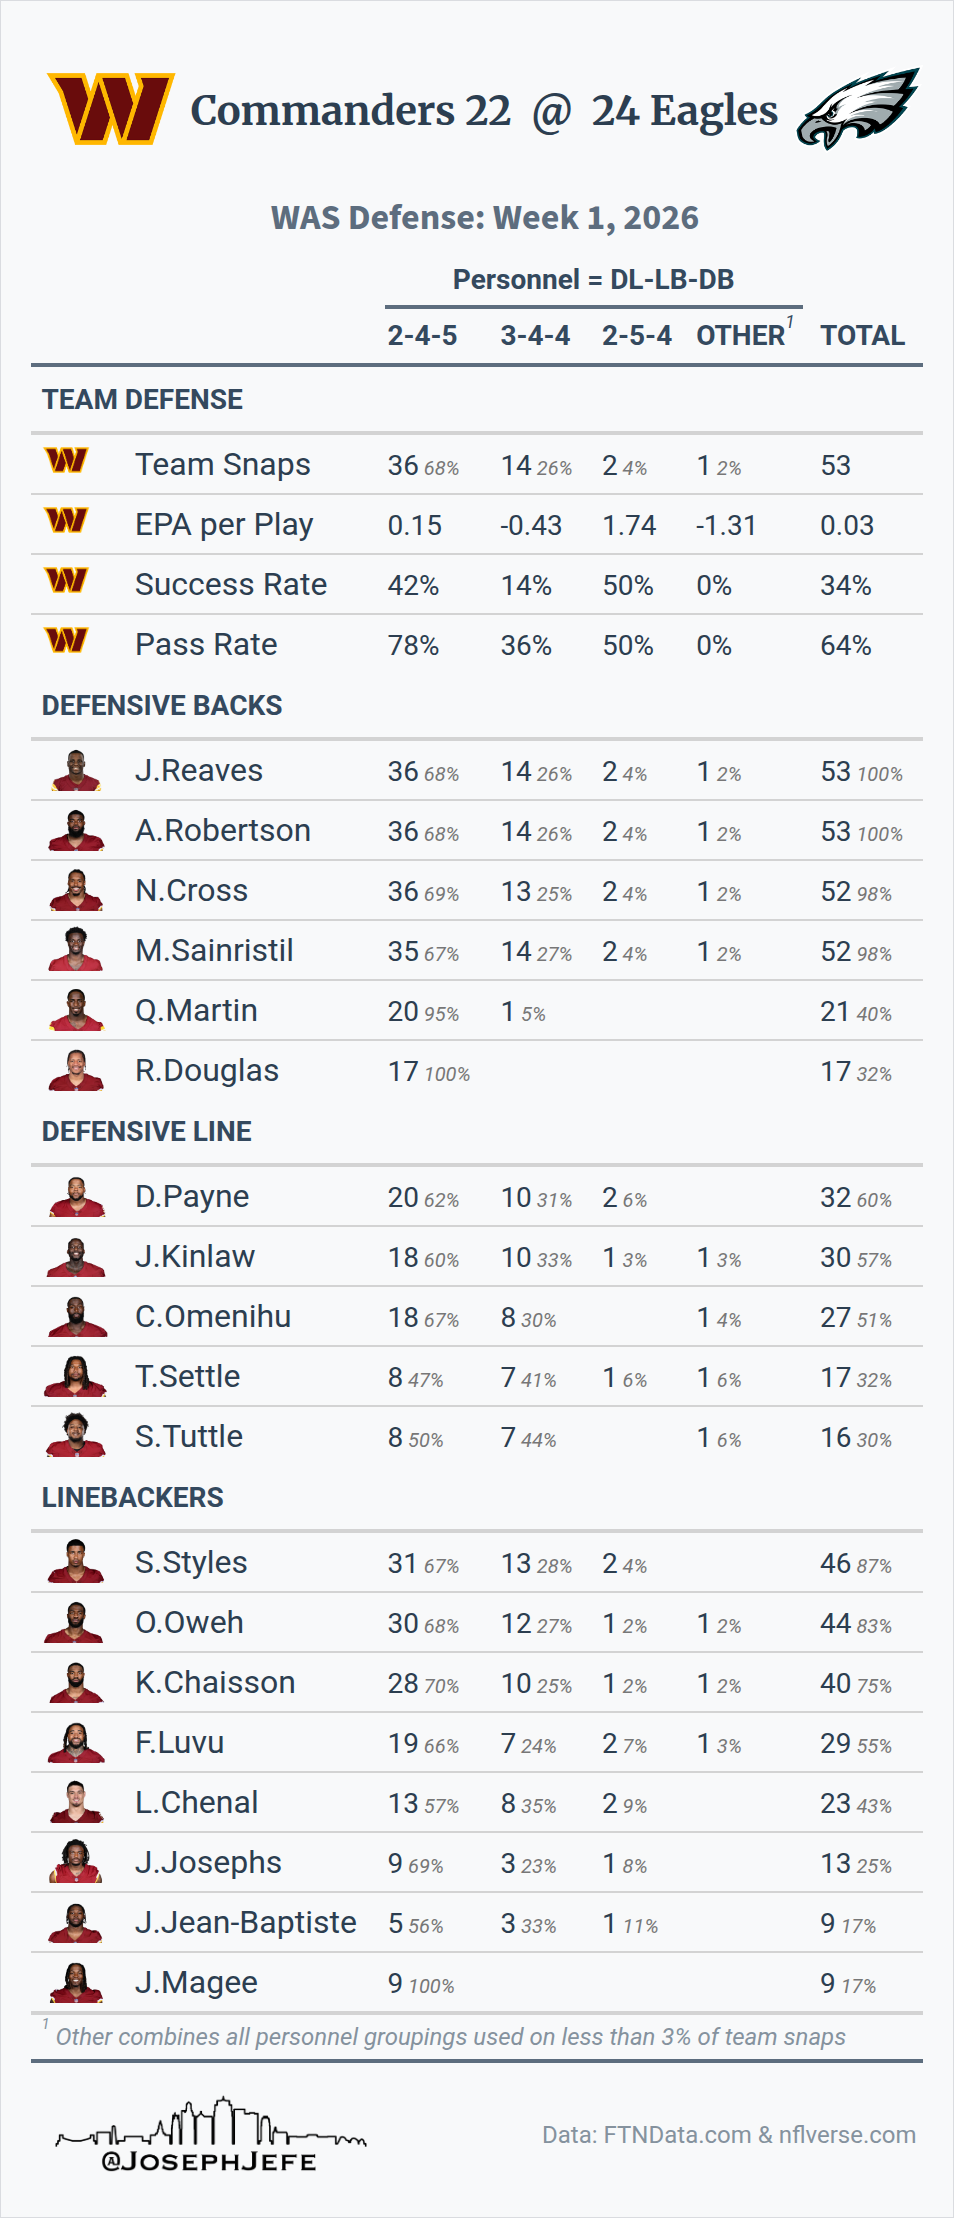 Commanders 22 @ 24 Eagles
WAS Defense: Week 1, 2026
Personnel = DL-LB-DB
2-4-5 3-4-4 2-5-4 OTHER1 TOTAL
TEAM DEFENSE
Team Snaps 36 68% 14 26% 2 4% 1 2% 53
EPA per Play 0.15 -0.43 1.74 -1.31 0.03
Success Rate 42% 14% 50% 0% 34%
Pass Rate 78% 36% 50% 0% 64%
DEFENSIVE BACKS
J.Reaves 36 68% 14 26% 2 4% 1 2% 53 100%
A.Robertson 36 68% 14 26% 2 4% 1 2% 53 100%
N.Cross 36 69% 13 25% 2 4% 1 2% 52 98%
M.Sainristil 35 67% 14 27% 2 4% 1 2% 52 98%
Q.Martin 20 95% 1 5% 21 40%
R.Douglas 17 100% 17 32%
DEFENSIVE LINE
D.Payne 20 62% 10 31% 2 6% 32 60%
J.Kinlaw 18 60% 10 33% 1 3% 1 3% 30 57%
C.Omenihu 18 67% 8 30% 1 4% 27 51%
T.Settle 8 47% 7 41% 1 6% 1 6% 17 32%
S.Tuttle 8 50% 7 44% 1 6% 16 30%
LINEBACKERS
S.Styles 31 67% 13 28% 2 4% 46 87%
O.Oweh 30 68% 12 27% 1 2% 1 2% 44 83%
K.Chaisson 28 70% 10 25% 1 2% 1 2% 40 75%
F.Luvu 19 66% 7 24% 2 7% 1 3% 29 55%
L.Chenal 13 57% 8 35% 2 9% 23 43%
J.Josephs 9 69% 3 23% 1 8% 13 25%
J.Jean-Baptiste 5 56% 3 33% 1 11% 9 17%
J.Magee 9 100% 9 17%
1 Other combines all personnel groupings used on less than 3% of team snaps
@JOSEPHJEFE
Data: FTNData.com & nflverse.com